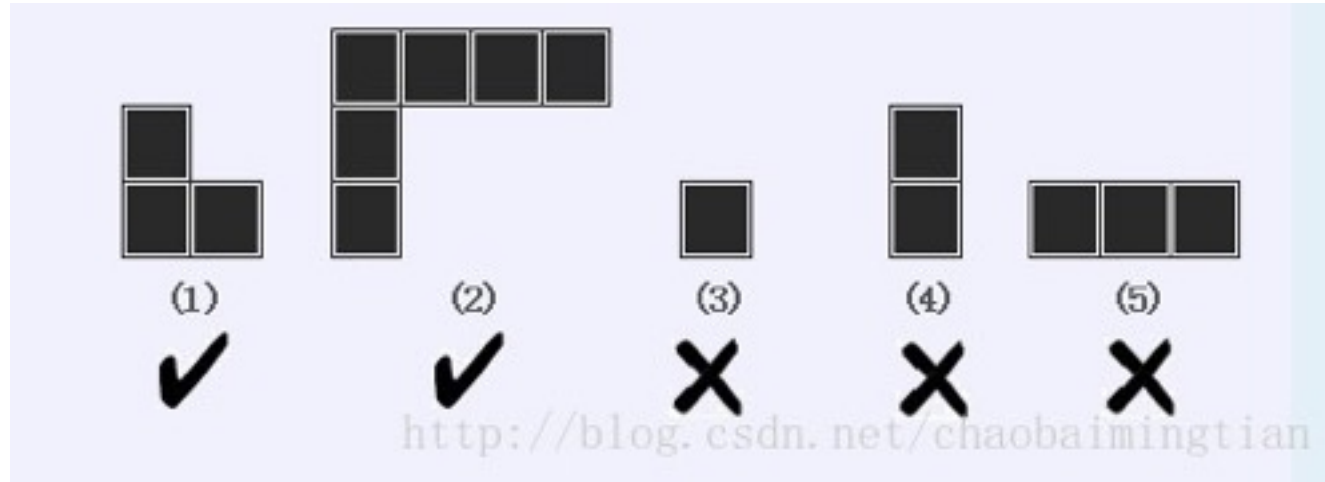 (1) (2) (3) (4) (5)
http://blog.csdn.net/chaobaimingtian